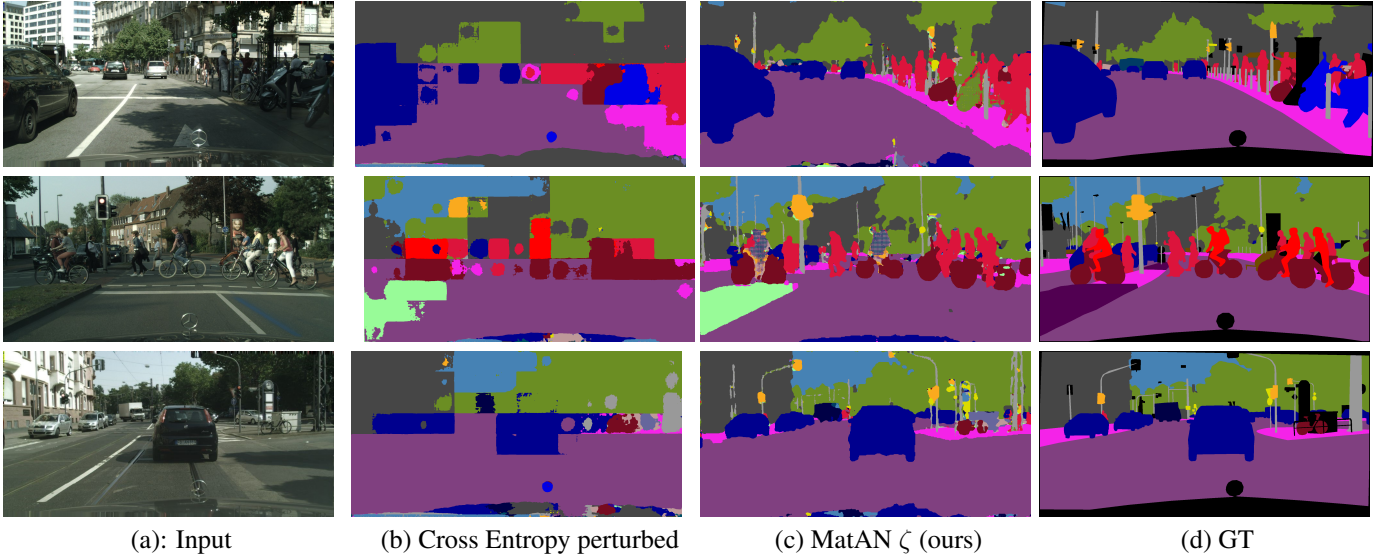 (a): Input
(b) Cross Entropy perturbed
(c) MatAN ζ (ours)
(d) GT